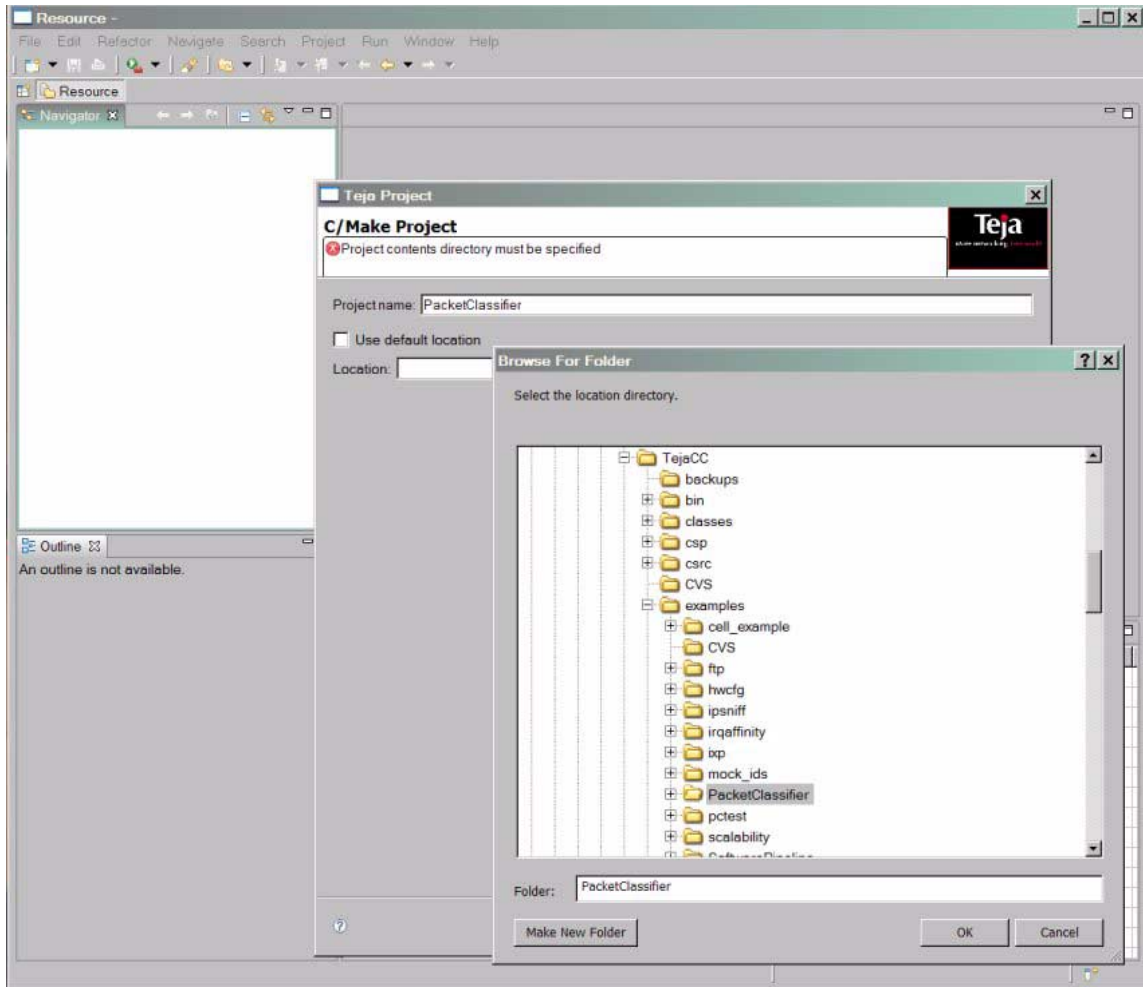 Resource -
File Edit Refactor Navigate Search Project Run Window Help
Resource
Navigator
Teja Project
C/Make Project
Teja
Project contents directory must be specified
Project name: PacketClassifier
Use default location
Location:
Browse For Folder
Select the location directory.
TejaCC
backups
bin
classes
csp
csrc
CVS
examples
cell_example
CVS
ftp
hwcfg
ipsniff
irqaffinity
ixp
mock_ids
PacketClassifier
pctest
scalability
SoftwarePipeline
Folder: PacketClassifier
Make New Folder OK Cancel
Outline
An outline is not available.